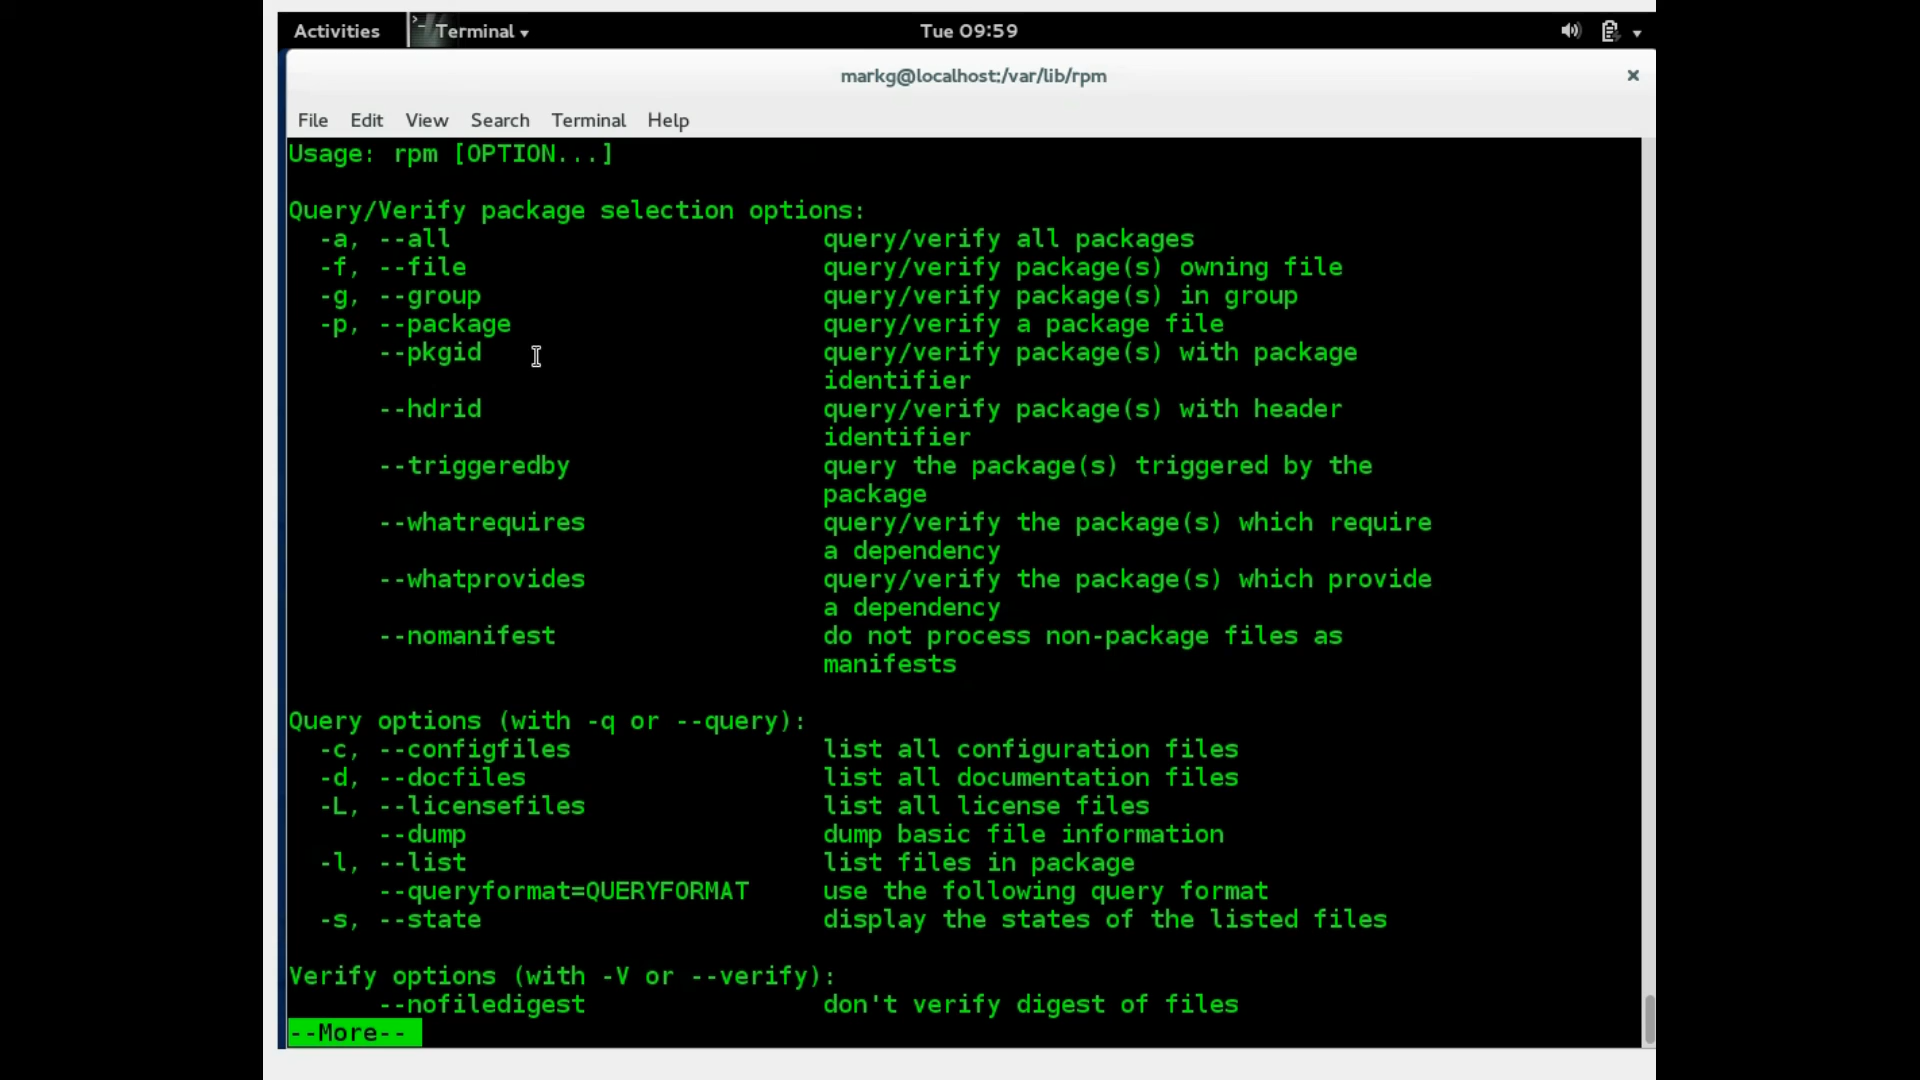 Activities Terminal Tue 09:59
markg@localhost:/var/lib/rpm
File Edit View Search Terminal Help
Usage: rpm [OPTION...]
Query/Verify package selection options:
-a, --all query/verify all packages
-f, --file query/verify package(s) owning file
-g, --group query/verify package(s) in group
-p, --package query/verify a package file
--pkgid query/verify package(s) with package
identifier
--hdrid query/verify package(s) with header
identifier
--triggeredby query the package(s) triggered by the
package
--whatrequires query/verify the package(s) which require
a dependency
--whatprovides query/verify the package(s) which provide
a dependency
--nomanifest do not process non-package files as
manifests
Query options (with -q or --query):
-c, --configfiles list all configuration files
-d, --docfiles list all documentation files
-L, --licensefiles list all license files
--dump dump basic file information
-l, --list list files in package
--queryformat=QUERYFORMAT use the following query format
-s, --state display the states of the listed files
Verify options (with -V or --verify):
--nofiledigest don't verify digest of files
--More--